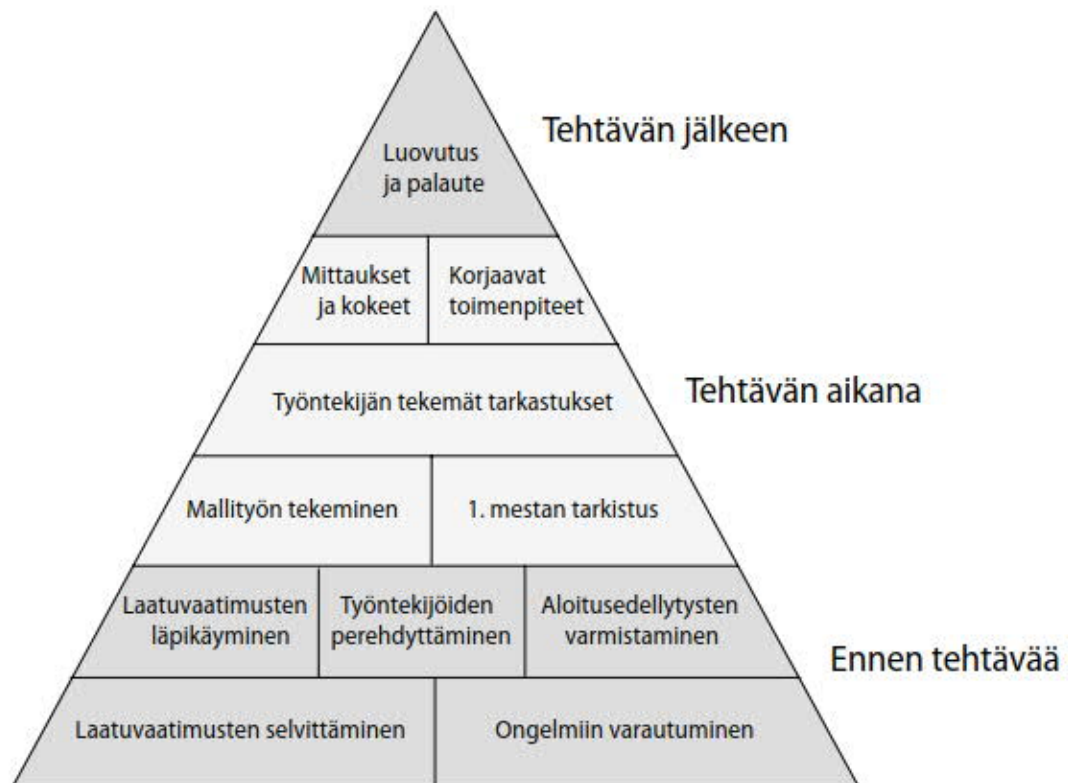 Tehtävän jälkeen
Luovutus
ja palaute
Mittaukset
ja kokeet
Korjaavat
toimenpiteet
Työntekijän tekemät tarkastukset
Tehtävän aikana
Mallityön tekeminen
1. mestan tarkistus
Laatuvaatimusten
läpikäyminen
Työntekijöiden
perehdyttäminen
Aloitusedellytysten
varmistaminen
Ennen tehtävää
Laatuvaatimusten selvittäminen
Ongelmiin varautuminen